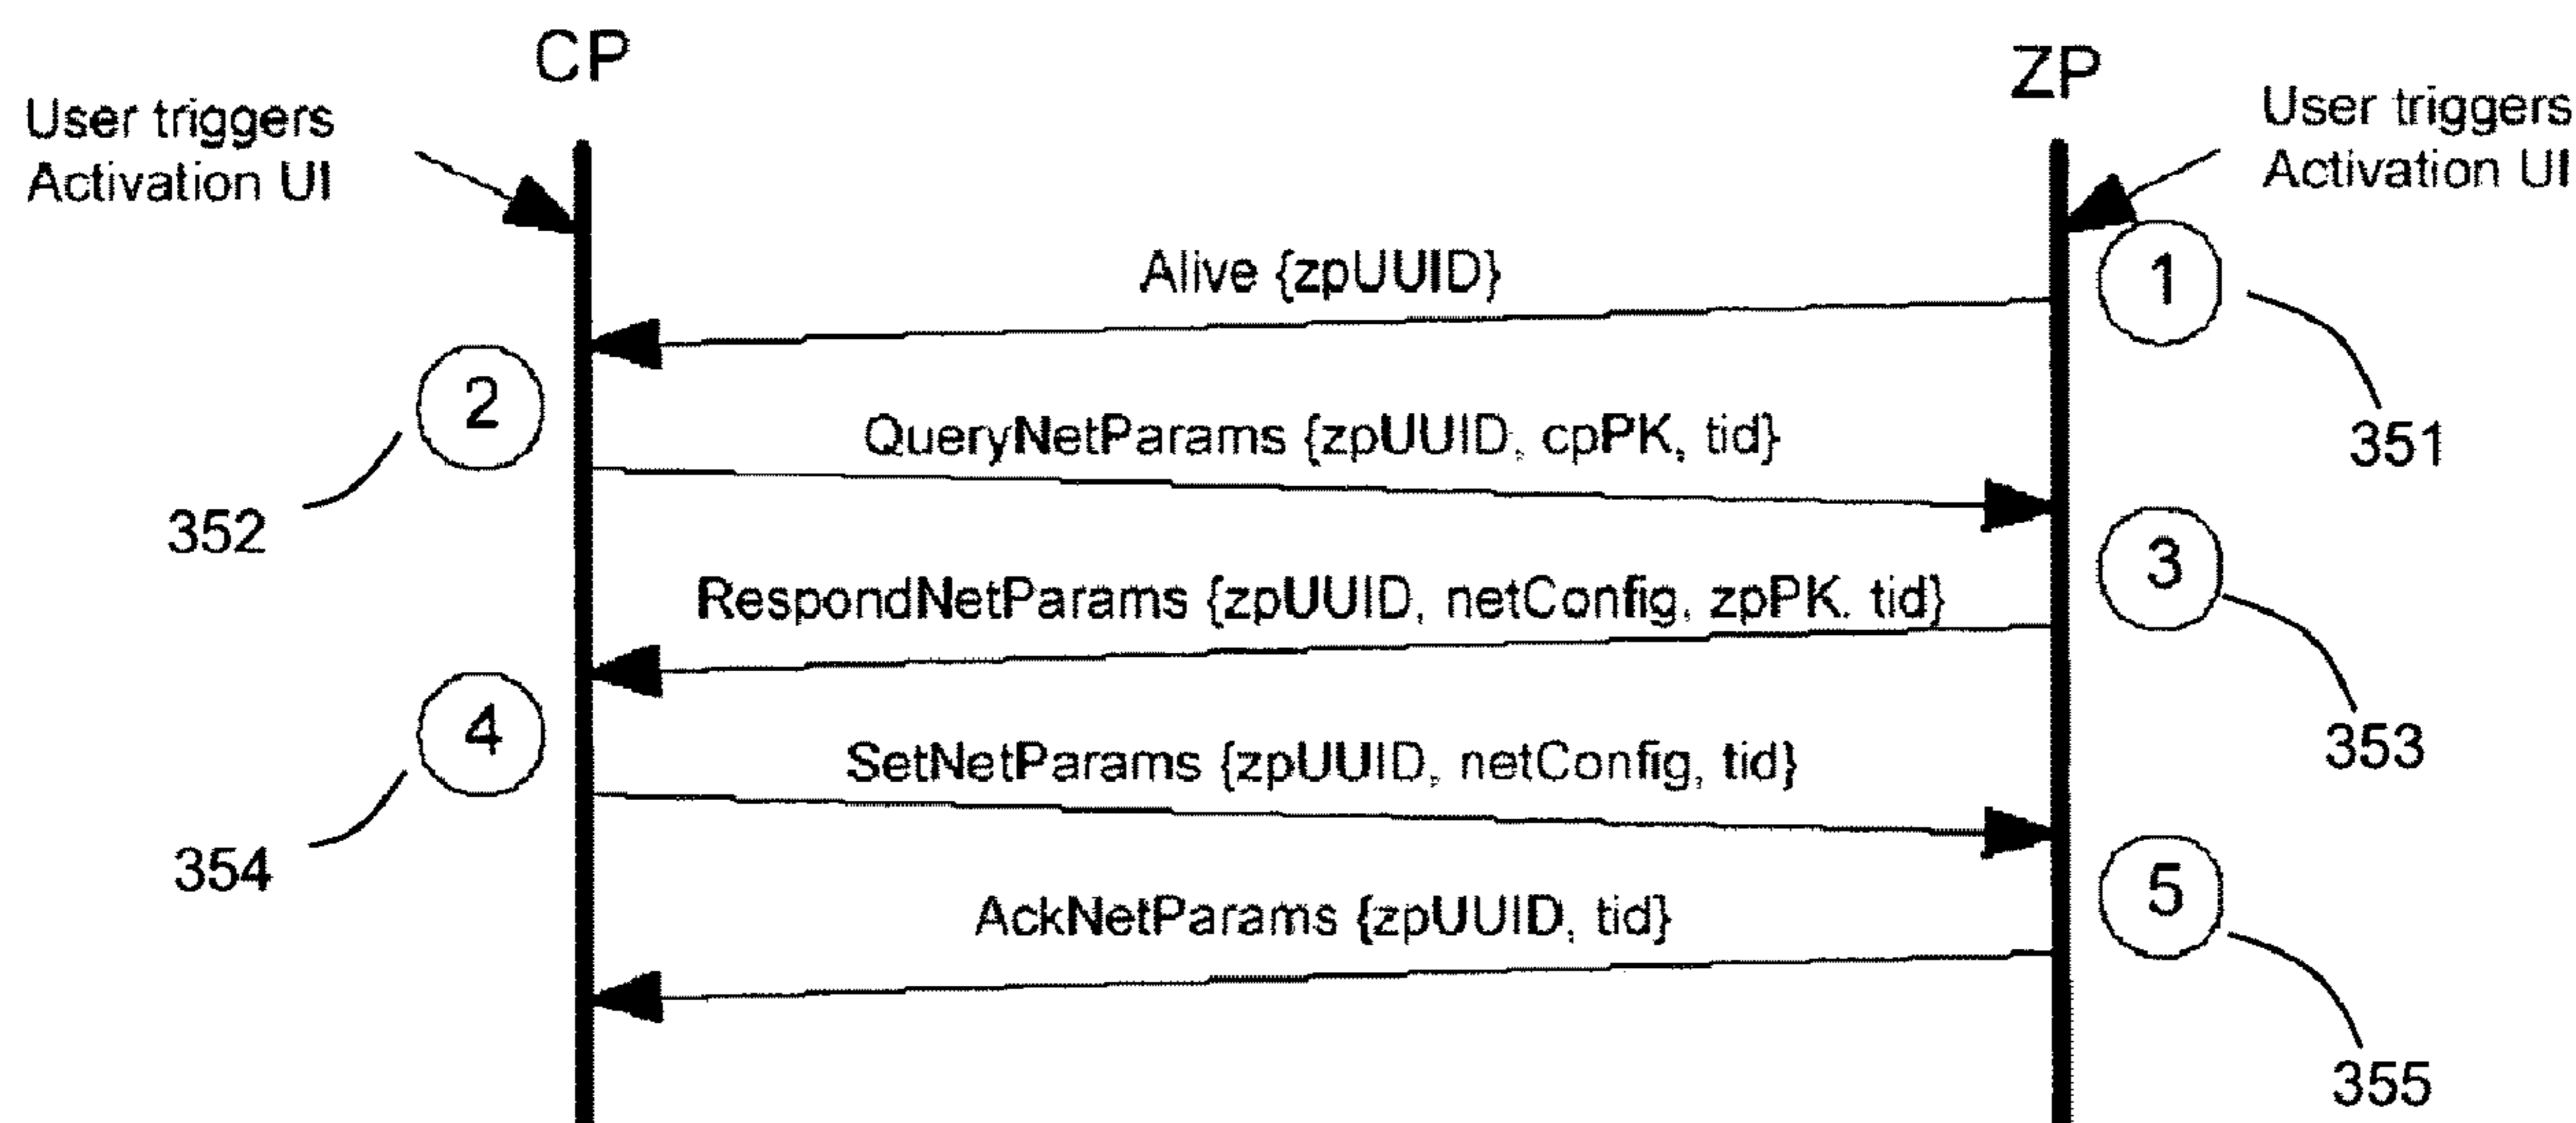 CP
ZP
User triggers
Activation UI
User triggers
Activation UI
Alive {zpUUID}
1
351
2
QueryNetParams {zpUUID, cpPK, tid}
352
3
RespondNetParams {zpUUID, netConfig, zpPK, tid}
353
4
SetNetParams {zpUUID, netConfig, tid}
354
5
AckNetParams {zpUUID, tid}
355